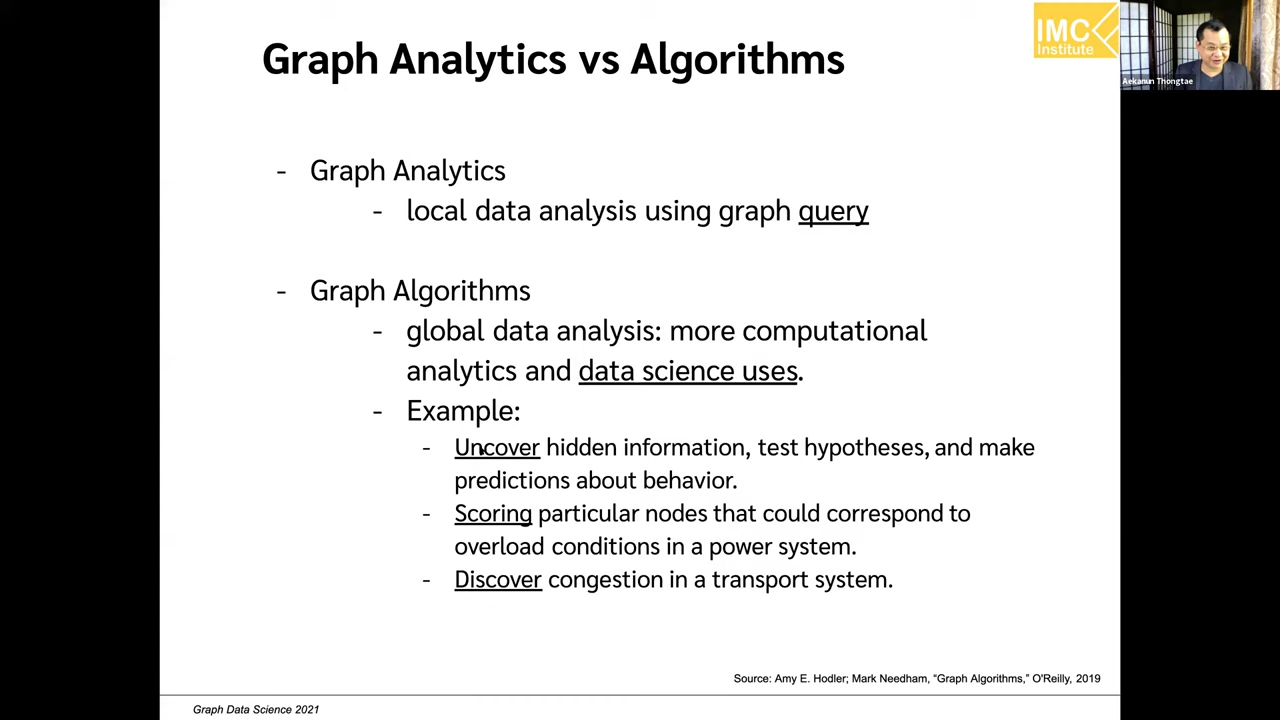 Graph Analytics vs Algorithms
IMC
Institute
Aekanun Thongtae
- Graph Analytics
- local data analysis using graph query
- Graph Algorithms
- global data analysis: more computational
analytics and data science uses.
- Example:
- Uncover hidden information, test hypotheses, and make
predictions about behavior.
- Scoring particular nodes that could correspond to
overload conditions in a power system.
- Discover congestion in a transport system.
Source: Amy E. Hodler; Mark Needham, “Graph Algorithms,” O'Reilly, 2019
Graph Data Science 2021